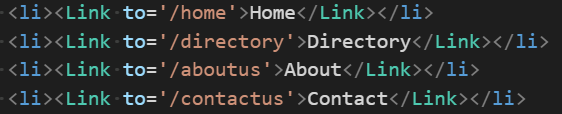 <li><Link to='/home'>Home</Link></li>
<li><Link to='/directory'>Directory</Link></li>
<li><Link to='/aboutus'>About</Link></li>
<li><Link to='/contactus'>Contact</Link></li>